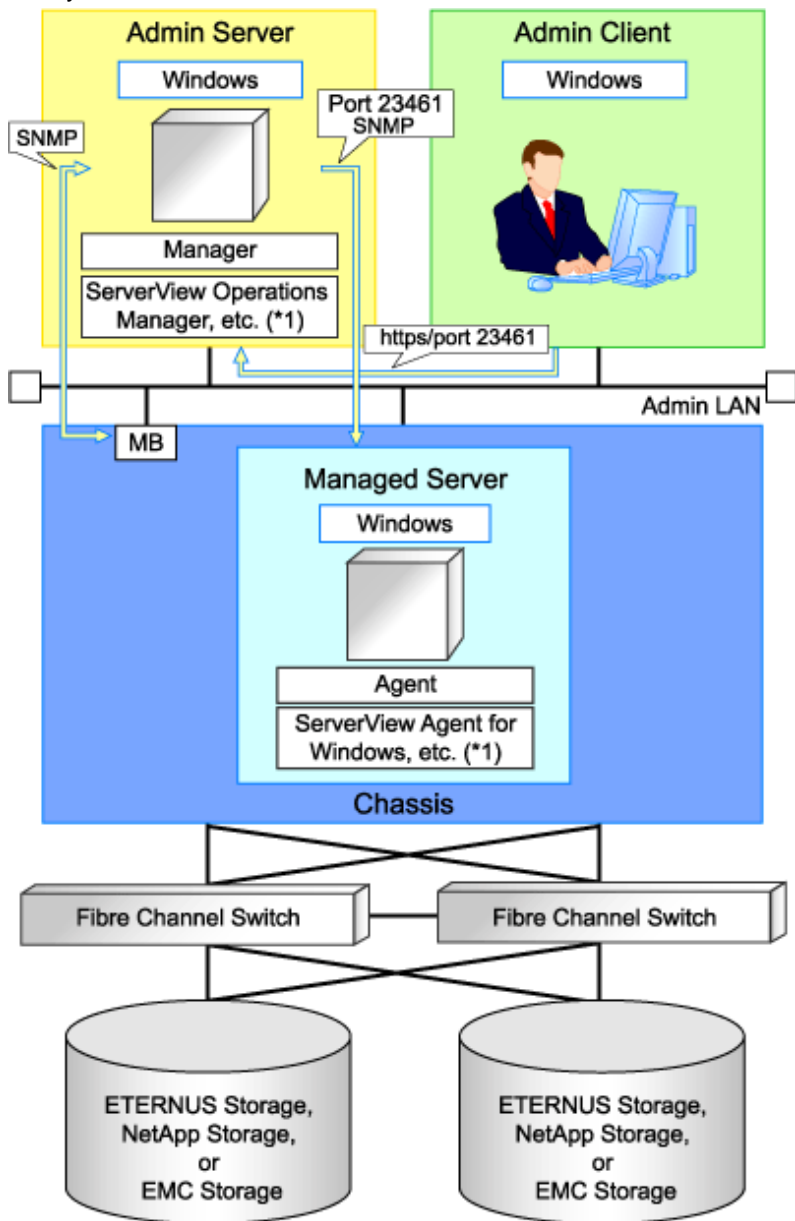 Admin Server
Windows
SNMP
Port 23461
SNMP
Manager
ServerView Operations
Manager, etc. (*1)
Admin Client
Windows
https/port 23461
Admin LAN
MB
Managed Server
Windows
Agent
ServerView Agent for
Windows, etc. (*1)
Chassis
Fibre Channel Switch
Fibre Channel Switch
ETERNUS Storage,
NetApp Storage,
or
EMC Storage
ETERNUS Storage,
NetApp Storage,
or
EMC Storage